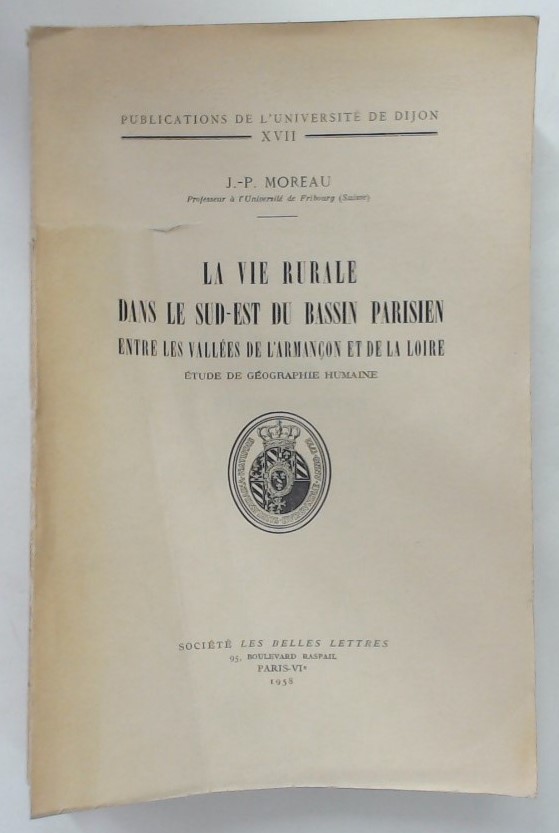 PUBLICATIONS DE L'UNIVERSITÉ DE DIJON
XVII
J.-P. MOREAU
Professeur à l'Université de Fribourg (Suisse)
LA VIE RURALE
DANS LE SUD-EST DU BASSIN PARISIEN
ENTRE LES VALLÉES DE L'ARMANÇON ET DE LA LOIRE
ÉTUDE DE GÉOGRAPHIE HUMAINE
SOCIÉTÉ LES BELLES LETTRES
95, BOULEVARD RASPAIL
PARIS-VIe
1958